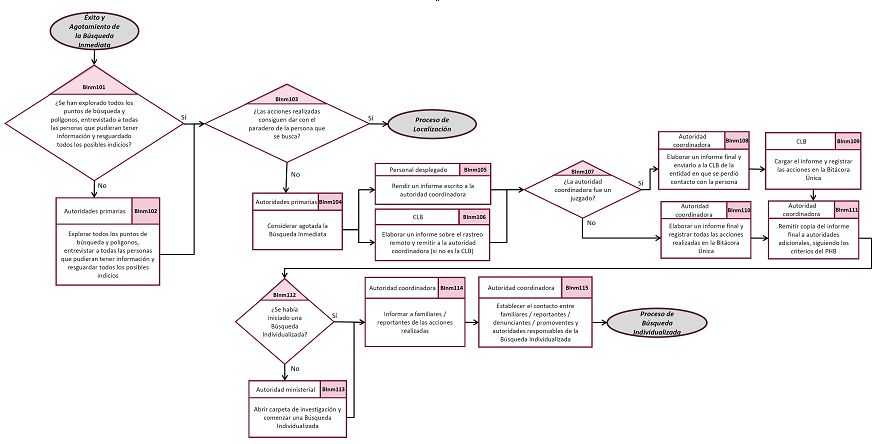 Éxito y
Agotamiento de
la Búsqueda
Inmediata
BInm101
¿Se han explorado todos los
puntos de búsqueda y
polígonos, entrevistado a todas
las personas que pudieran tener
información y resguardado
todos los posibles indicios?
Sí
No
Autoridades primarias
BInm102
Explorar todos los puntos de
búsqueda y polígonos,
entrevistar a todas las personas
que pudieran tener información y
resguardar todos los posibles
indicios
BInm103
¿Las acciones realizadas
consiguen dar con el
paradero de la persona que
se busca?
Sí
No
Proceso de
Localización
Autoridades primarias
BInm104
Considerar agotada la
Búsqueda Inmediata
Personal desplegado
BInm105
Rendir un informe escrito a la
autoridad coordinadora
CLB
BInm106
Elaborar un informe sobre el rastreo
remoto y remitir a la autoridad
coordinadora (si no es la CLB)
BInm107
¿La autoridad
coordinadora fue un
juzgado?
Sí
No
Autoridad
coordinadora
BInm108
Elaborar un informe final y
enviarlo a la CLB de la
entidad en que se perdió
contacto con la persona
CLB
BInm109
Cargar el informe y registrar
las acciones en la Bitácora
Única
Autoridad
coordinadora
BInm110
Elaborar un informe final y
registrar todas las acciones
realizadas en la Bitácora
Única
Autoridad
coordinadora
BInm111
Remitir copia del informe
final a autoridades
adicionales, siguiendo los
criterios del PHB
BInm112
¿Se había
iniciado una
Búsqueda
Individualizada?
Sí
No
Autoridad ministerial
BInm113
Abrir carpeta de investigación y
comenzar una Búsqueda
Individualizada
Autoridad coordinadora
BInm114
Informar a familiares /
reportantes de las acciones
realizadas
Autoridad coordinadora
BInm115
Establecer el contacto entre
familiares / reportantes /
denunciantes / promoventes y
autoridades responsables de la
Búsqueda Individualizada
Proceso de
Búsqueda
Individualizada